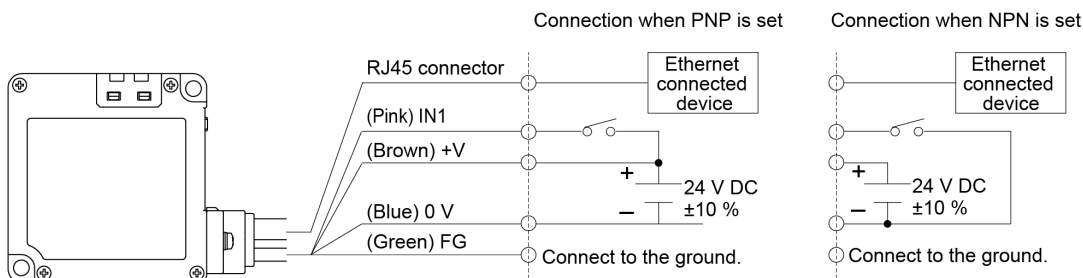 Connection when PNP is set
Connection when NPN is set
RJ45 connector
Ethernet
connected
device
Ethernet
connected
device
(Pink) IN1
(Brown) +V
+
24 V DC
±10 %
−
+
24 V DC
±10 %
−
(Blue) 0 V
(Green) FG
Connect to the ground.
Connect to the ground.